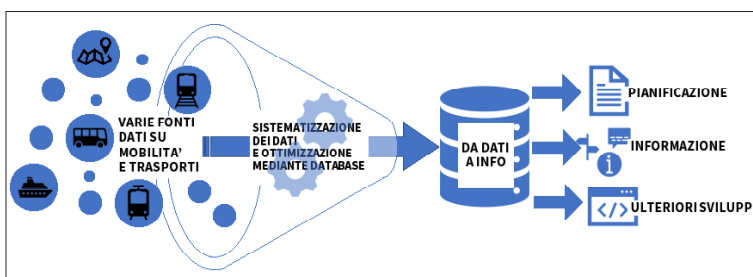 VARIE FONTI
DATI SU
MOBILITA'
E TRASPORTI
SISTEMATIZZAZIONE
DEI DATI
E OTTIMIZZAZIONE
MEDIANTE DATABASE
DA DATI
A INFO
PIANIFICAZIONE
INFORMAZIONE
ULTERIORI SVILUPP